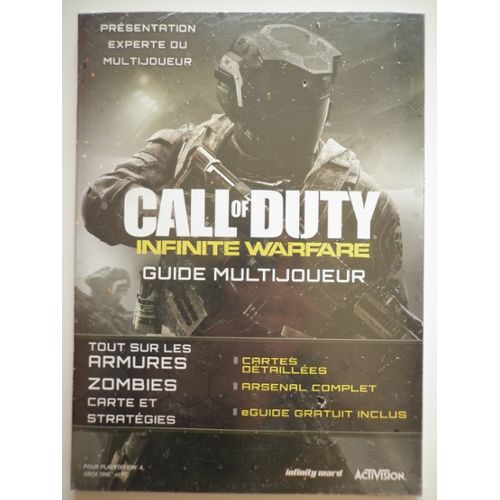 PRÉSENTATION
EXPERTE DU
MULTIJOUEUR
CALL OF DUTY
INFINITE WARFARE
GUIDE MULTIJOUEUR
TOUT SUR LES
ARMURES
ZOMBIES
CARTE ET
STRATÉGIES
CARTES
DÉTAILLÉES
ARSENAL COMPLET
eGUIDE GRATUIT INCLUS
POUR PLAYSTATION® 4,
XBOX ONE® et PC
infinity ward
ACTIVISION